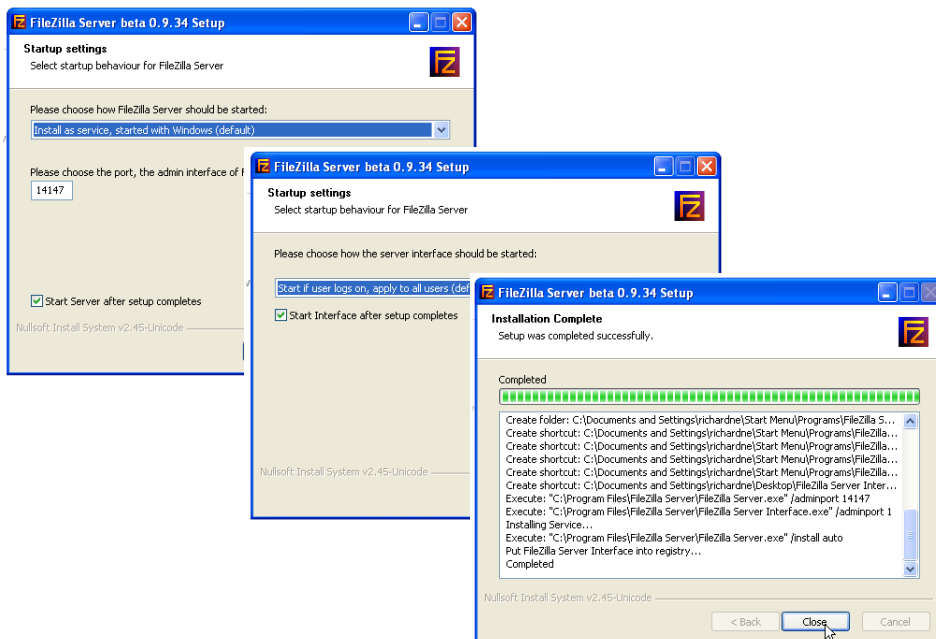 FileZilla Server beta 0.9.34 Setup
Startup settings
Select startup behaviour for FileZilla Server
Please choose how FileZilla Server should be started:
Install as service, started with Windows (default)
Please choose the port, the admin interface of
14147
Start Server after setup completes
Nullsoft Install System v2.45-Unicode
FileZilla Server beta 0.9.34 Setup
Startup settings
Select startup behaviour for FileZilla Server
Please choose how the server interface should be started:
Start if user logs on, apply to all users (def
Start Interface after setup completes
Nullsoft Install System v2.45-Unicode
FileZilla Server beta 0.9.34 Setup
Installation Complete
Setup was completed successfully.
Completed
Create folder: C:\Documents and Settings\richardne\Start Menu\Programs\FileZilla S...
Create shortcut: C:\Documents and Settings\richardne\Start Menu\Programs\FileZilla...
Create shortcut: C:\Documents and Settings\richardne\Start Menu\Programs\FileZilla...
Create shortcut: C:\Documents and Settings\richardne\Start Menu\Programs\FileZilla...
Create shortcut: C:\Documents and Settings\richardne\Start Menu\Programs\FileZilla...
Create shortcut: C:\Documents and Settings\richardne\Desktop\FileZilla Server Inter...
Execute: "C:\Program Files\FileZilla Server\FileZilla Server.exe" /adminport 14147
Execute: "C:\Program Files\FileZilla Server\FileZilla Server Interface.exe" /adminport 1
Installing Service...
Execute: "C:\Program Files\FileZilla Server\FileZilla Server.exe" /install auto
Put FileZilla Server Interface into registry...
Completed
Nullsoft Install System v2.45-Unicode
< Back
Close
Cancel